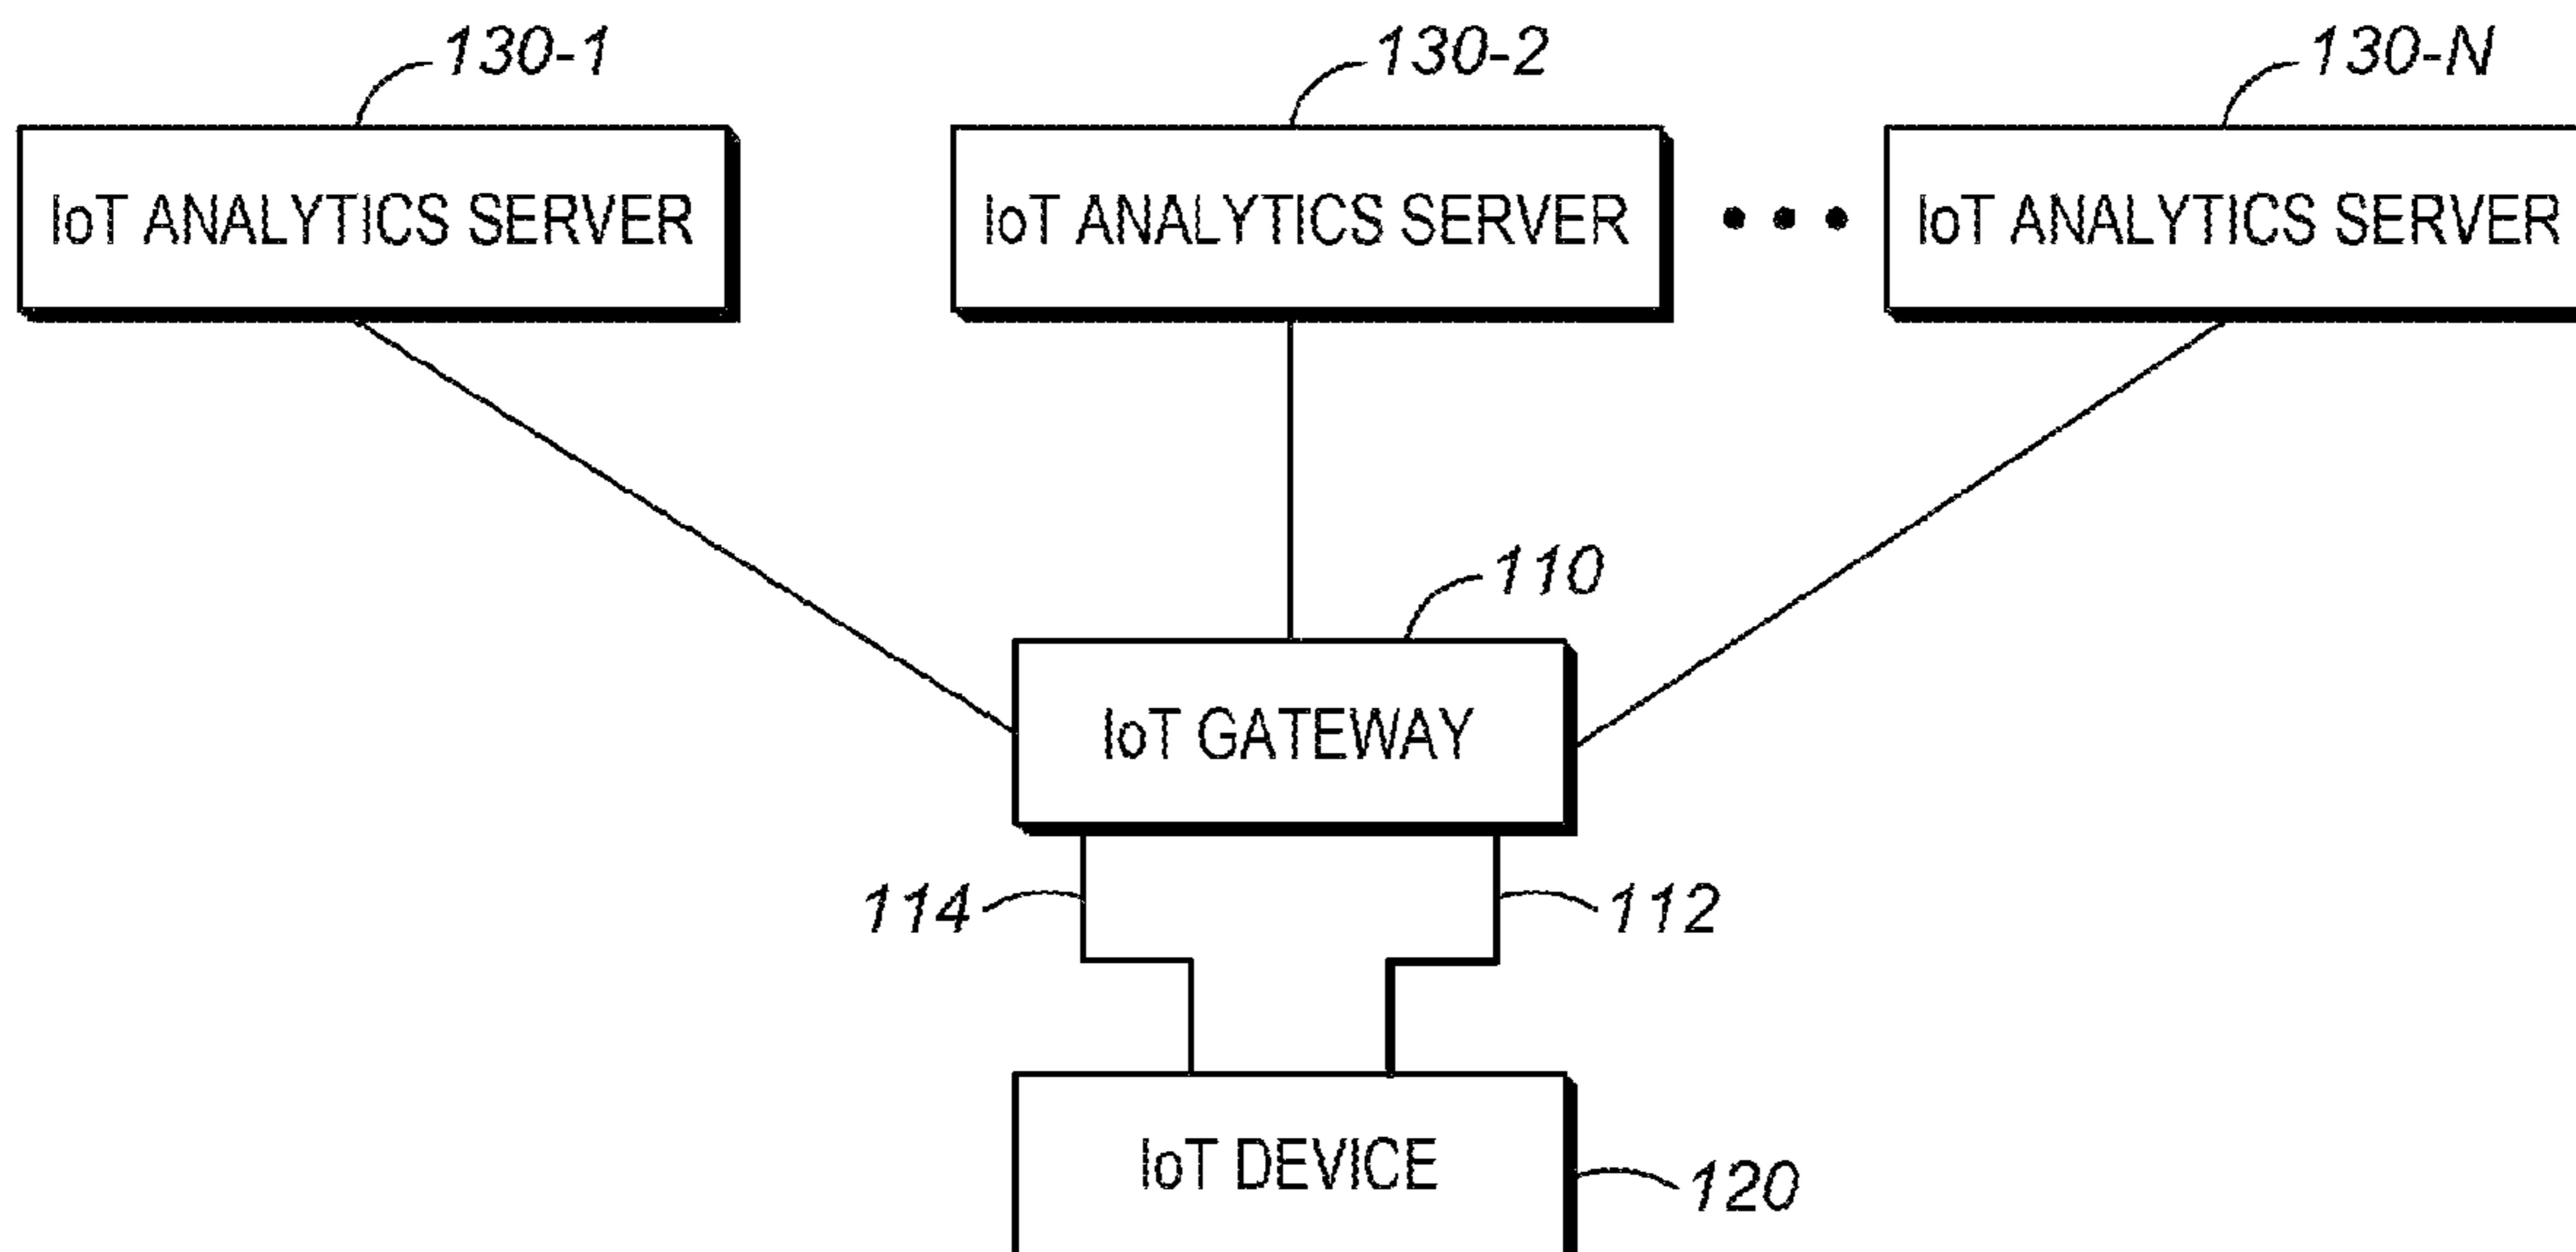 130-1
130-2
130-N
IoT ANALYTICS SERVER
IoT ANALYTICS SERVER
• • •
IoT ANALYTICS SERVER
110
IoT GATEWAY
114
112
IoT DEVICE
120